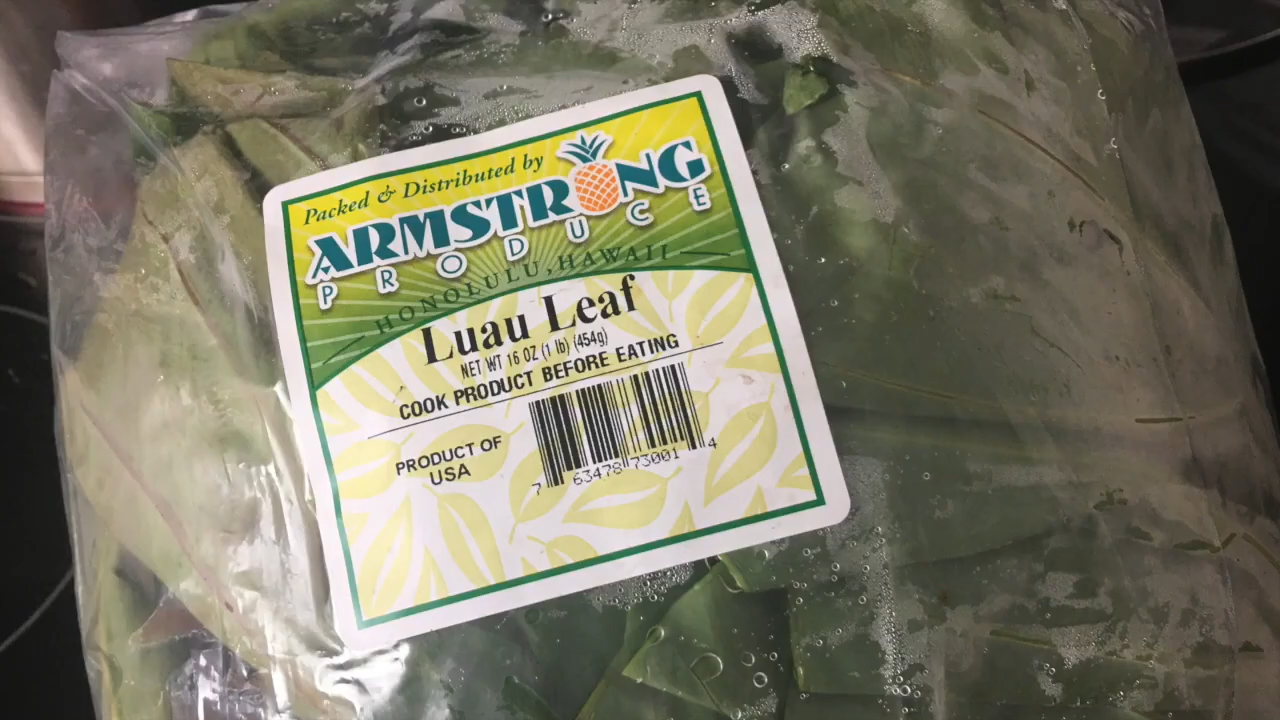 Packed & Distributed by
ARMSTRONG
PRODUCE
HONOLULU, HAWAII
Luau Leaf
NET WT 16 OZ (1 lb) (454g)
COOK PRODUCT BEFORE EATING
PRODUCT OF
USA
7 63478 73001 4